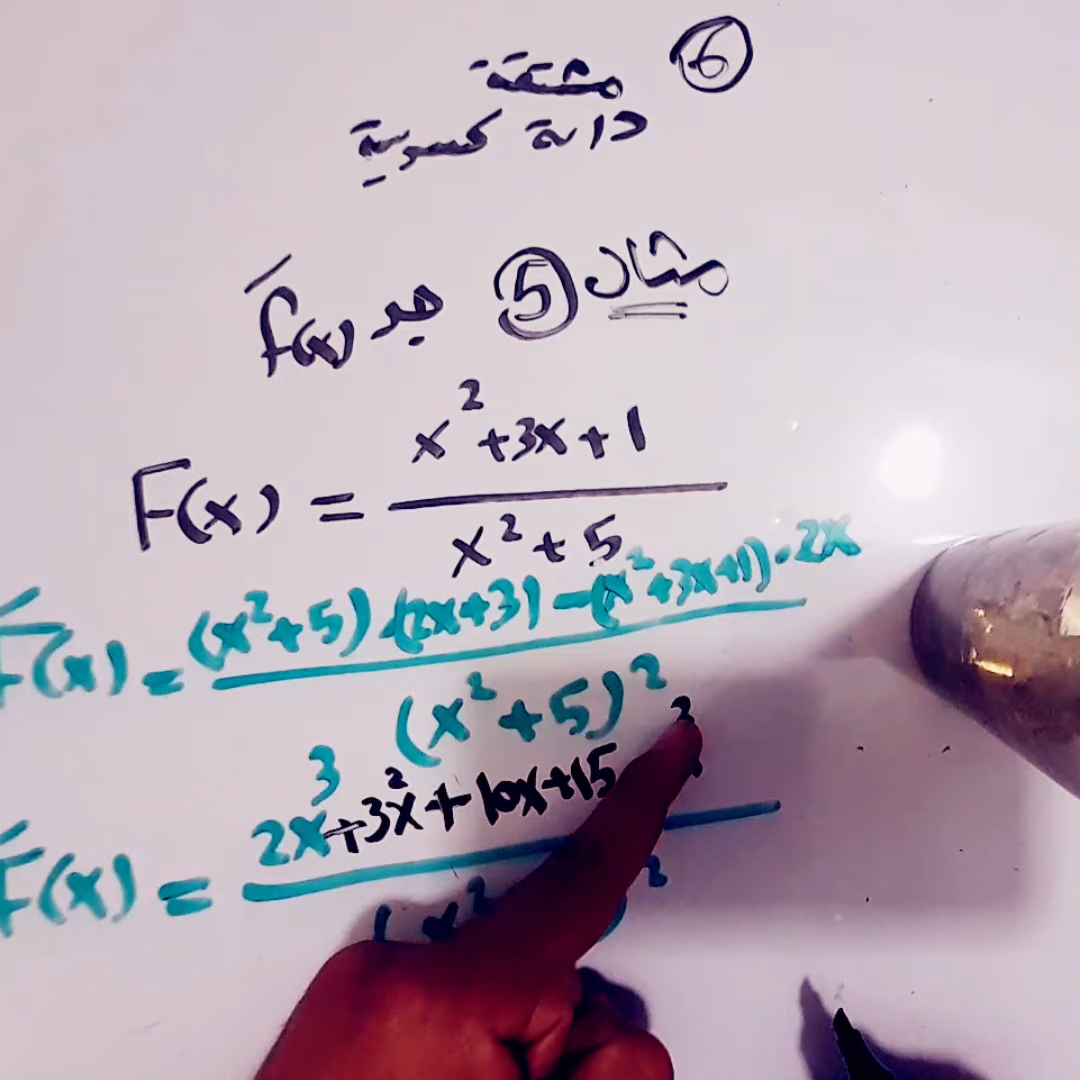 مشتقة ⑥
دالة كسرية
مثال ⑤ جد f̄(x)
F(x) = x² + 3x + 1 / x² + 5
F̄(x) = (x² + 5) · (2x + 3) - (x² + 3x + 1) · 2x / (x² + 5)²
F̄(x) = 2x³ + 3x² + 10x + 15